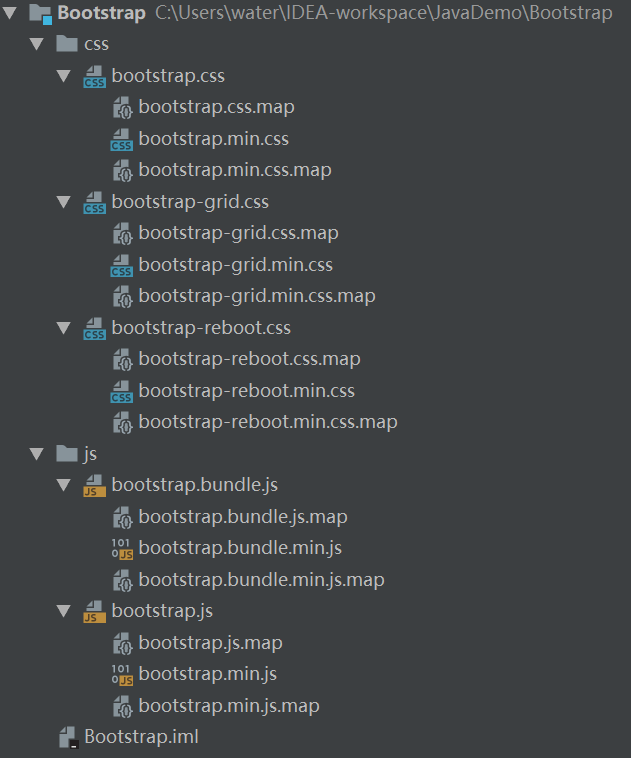 Bootstrap C:\Users\water\IDEA-workspace\JavaDemo\Bootstrap
css
bootstrap.css
bootstrap.css.map
bootstrap.min.css
bootstrap.min.css.map
bootstrap-grid.css
bootstrap-grid.css.map
bootstrap-grid.min.css
bootstrap-grid.min.css.map
bootstrap-reboot.css
bootstrap-reboot.css.map
bootstrap-reboot.min.css
bootstrap-reboot.min.css.map
js
bootstrap.bundle.js
bootstrap.bundle.js.map
bootstrap.bundle.min.js
bootstrap.bundle.min.js.map
bootstrap.js
bootstrap.js.map
bootstrap.min.js
bootstrap.min.js.map
Bootstrap.iml